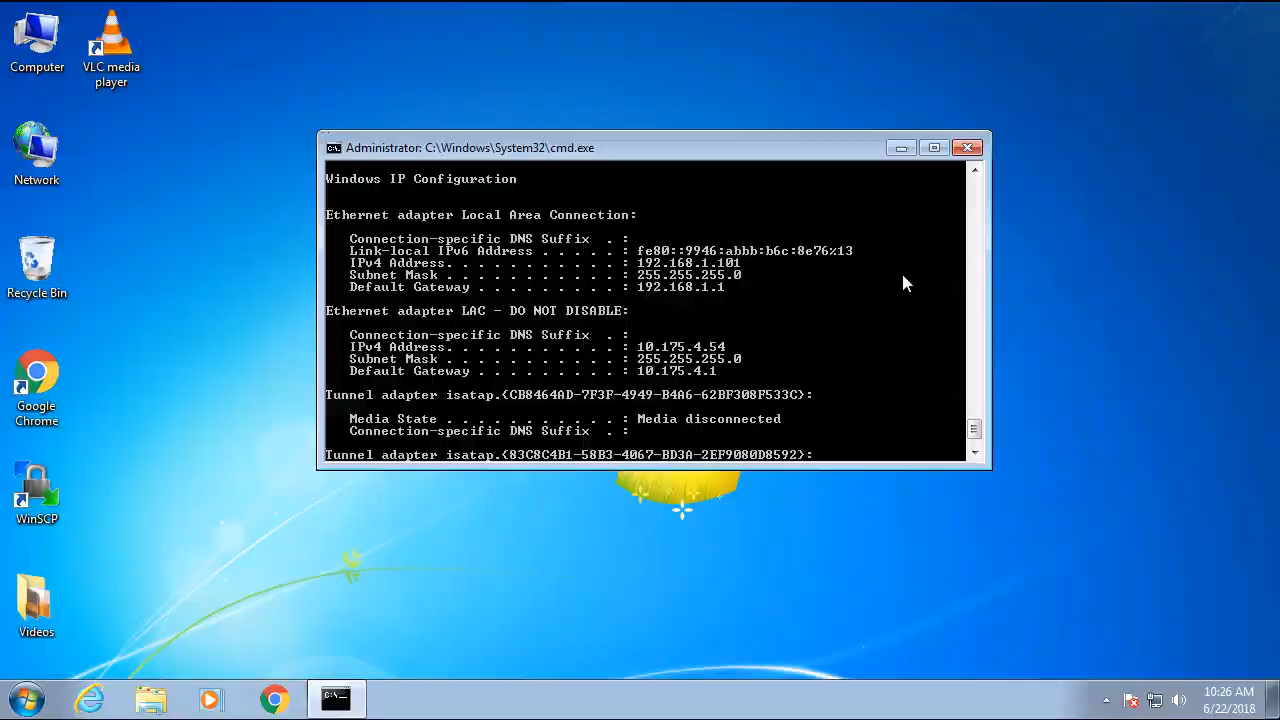 Computer
VLC media
player
Network
Recycle Bin
Google
Chrome
WinSCP
Videos
Administrator: C:\Windows\System32\cmd.exe
Windows IP Configuration
Ethernet adapter Local Area Connection:
Connection-specific DNS Suffix . :
Link-local IPv6 Address . . . . . : fe80::9946:abbb:b6c:8e76%13
IPv4 Address. . . . . . . . . . . : 192.168.1.101
Subnet Mask . . . . . . . . . . . : 255.255.255.0
Default Gateway . . . . . . . . . : 192.168.1.1
Ethernet adapter LAC - DO NOT DISABLE:
Connection-specific DNS Suffix . :
IPv4 Address. . . . . . . . . . . : 10.175.4.54
Subnet Mask . . . . . . . . . . . : 255.255.255.0
Default Gateway . . . . . . . . . : 10.175.4.1
Tunnel adapter isatap.{CB8464AD-7F3F-4949-B4A6-62BF308F533C}:
Media State . . . . . . . . . . . : Media disconnected
Connection-specific DNS Suffix . :
Tunnel adapter isatap.{83C8C4B1-58B3-4067-BD3A-2EF9080D8592}:
10:26 AM
6/22/2018